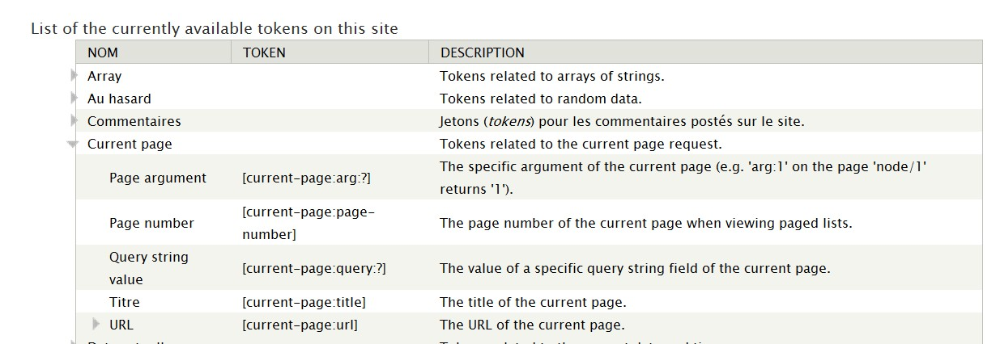 List of the currently available tokens on this site
NOM TOKEN DESCRIPTION
Array Tokens related to arrays of strings.
Au hasard Tokens related to random data.
Commentaires Jetons (tokens) pour les commentaires postés sur le site.
Current page Tokens related to the current page request.
Page argument [current-page:arg:?] The specific argument of the current page (e.g. 'arg:1' on the page 'node/1'
returns '1').
Page number [current-page:page-
number] The page number of the current page when viewing paged lists.
Query string
value [current-page:query:?] The value of a specific query string field of the current page.
Titre [current-page:title] The title of the current page.
URL [current-page:url] The URL of the current page.